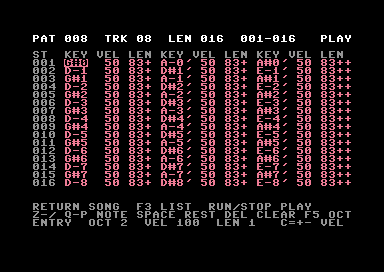 PAT 008 TRK 08 LEN 016 001-016 PLAY
ST KEY VEL LEN KEY VEL LEN KEY VEL LEN
001 G#0 50 83+ A-0´ 50 83+ A#0´ 50 83++
002 D-1 50 83+ D#1´ 50 83+ E-1´ 50 83++
003 G#1 50 83+ A-1´ 50 83+ A#1´ 50 83++
004 D-2 50 83+ D#2´ 50 83+ E-2´ 50 83++
005 G#2 50 83+ A-2´ 50 83+ A#2´ 50 83++
006 D-3 50 83+ D#3´ 50 83+ E-3´ 50 83++
007 G#3 50 83+ A-3´ 50 83+ A#3´ 50 83++
008 D-4 50 83+ D#4´ 50 83+ E-4´ 50 83++
009 G#4 50 83+ A-4´ 50 83+ A#4´ 50 83++
010 D-5 50 83+ D#5´ 50 83+ E-5´ 50 83++
011 G#5 50 83+ A-5´ 50 83+ A#5´ 50 83++
012 D-6 50 83+ D#6´ 50 83+ E-6´ 50 83++
013 G#6 50 83+ A-6´ 50 83+ A#6´ 50 83++
014 D-7 50 83+ D#7´ 50 83+ E-7´ 50 83++
015 G#7 50 83+ A-7´ 50 83+ A#7´ 50 83++
016 D-8 50 83+ D#8´ 50 83+ E-8´ 50 83++
RETURN SONG F3 LIST RUN/STOP PLAY
Z-/ Q-P NOTE SPACE REST DEL CLEAR F5 OCT
ENTRY OCT 2 VEL 100 LEN 1 C=+- VEL